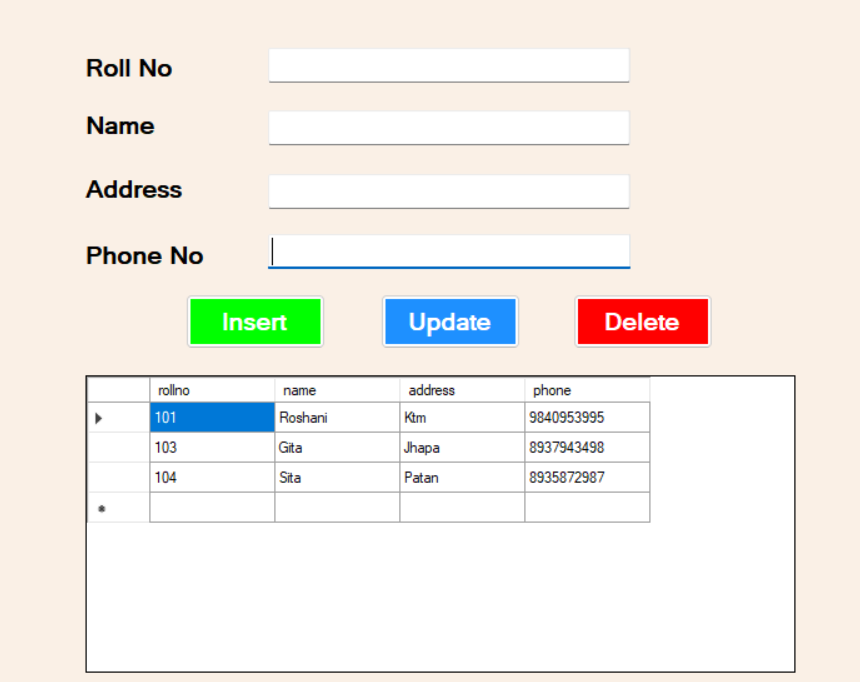 Roll No
Name
Address
Phone No
Insert Update Delete
rollno name address phone
101 Roshani Ktm 9840953995
103 Gita Jhapa 8937943498
104 Sita Patan 8935872987